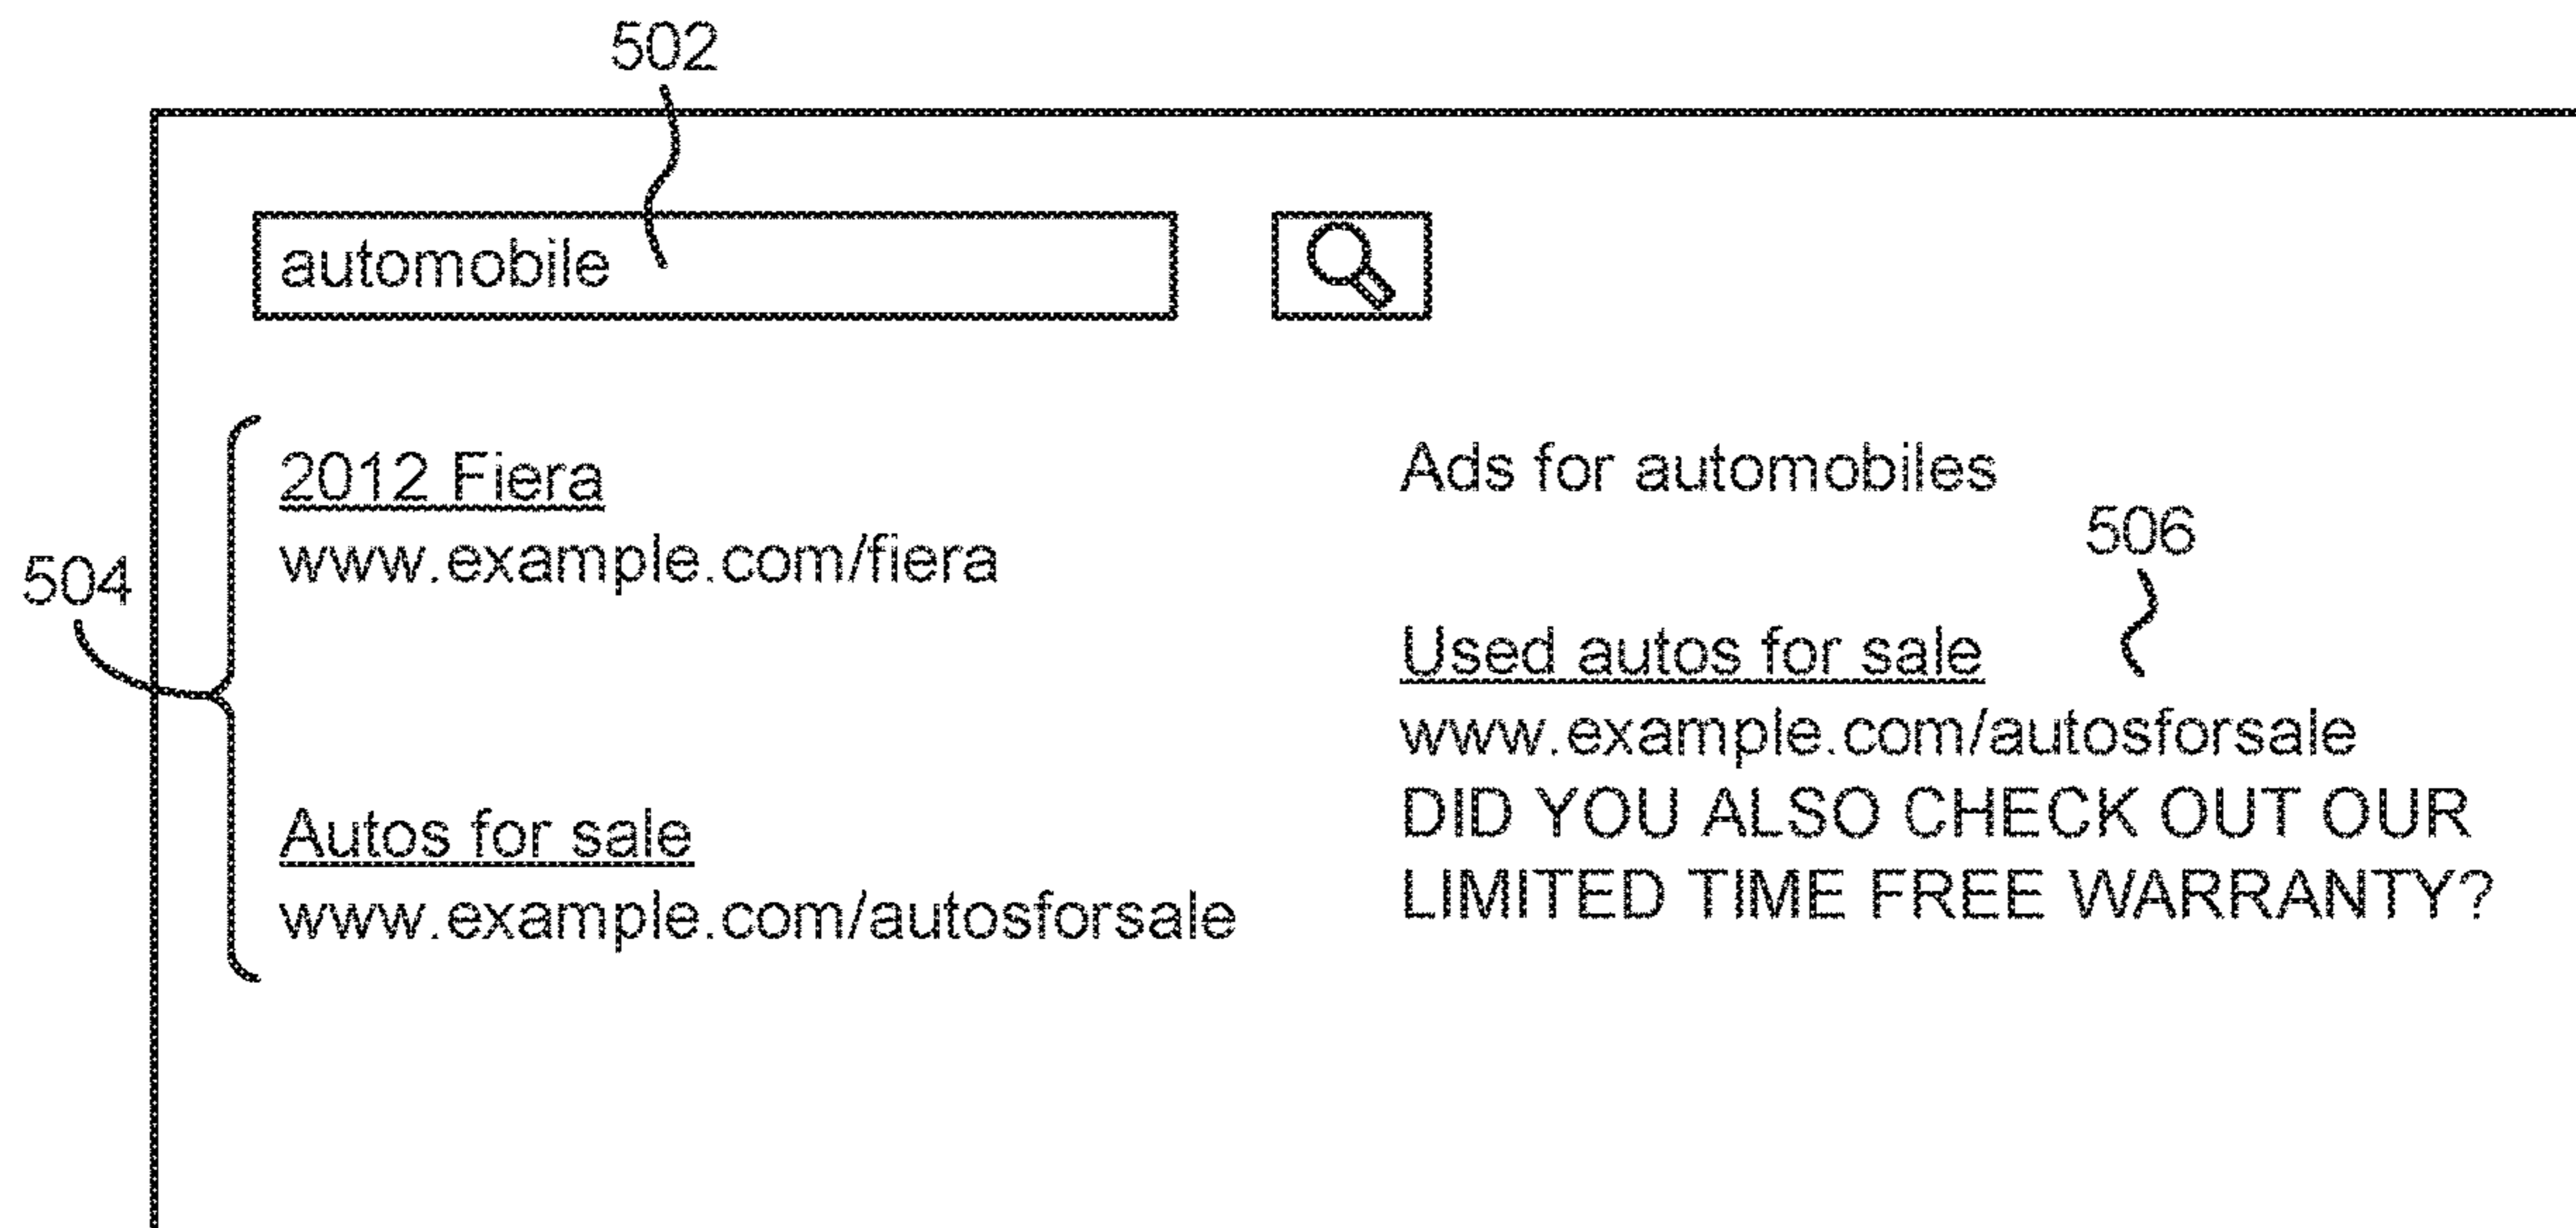 502
automobile
504
2012 Fiera
www.example.com/fiera
Autos for sale
www.example.com/autosforsale
Ads for automobiles
506
Used autos for sale
www.example.com/autosforsale
DID YOU ALSO CHECK OUT OUR
LIMITED TIME FREE WARRANTY?